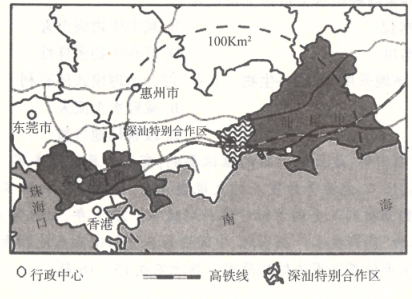 100Km²
惠州市
东莞市
深汕特别合作区
珠
海
口
香港
南
海
行政中心
高铁线
深汕特别合作区